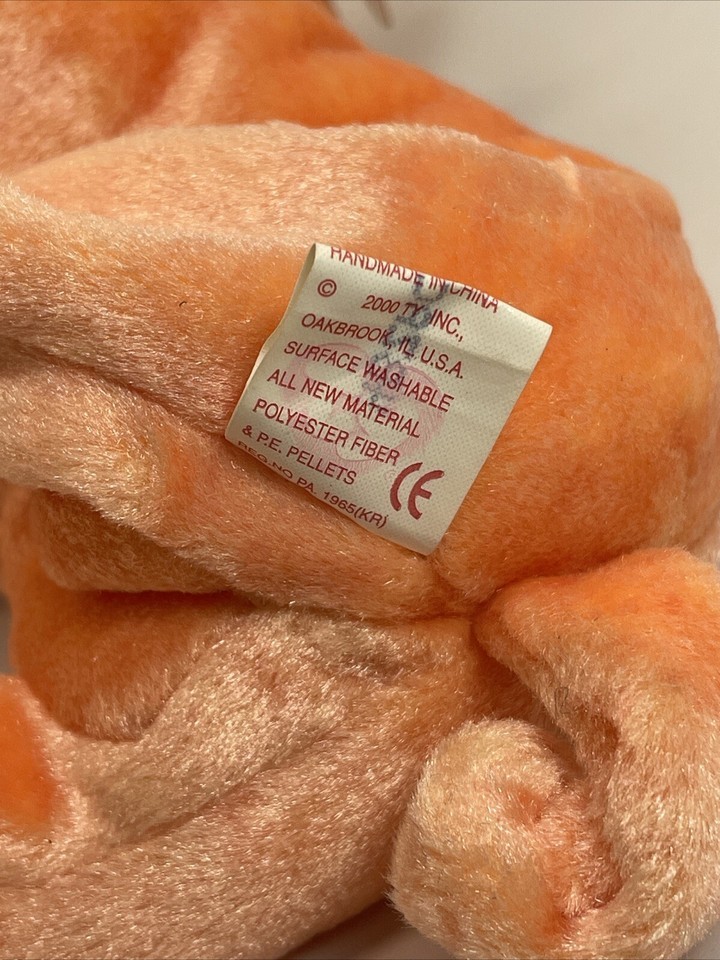 HANDMADE IN CHINA
© 2000 TY INC.,
OAKBROOK, IL U.S.A.
SURFACE WASHABLE
ALL NEW MATERIAL
POLYESTER FIBER
& P.E. PELLETS CE
REG.NO PA. 1965(KR)